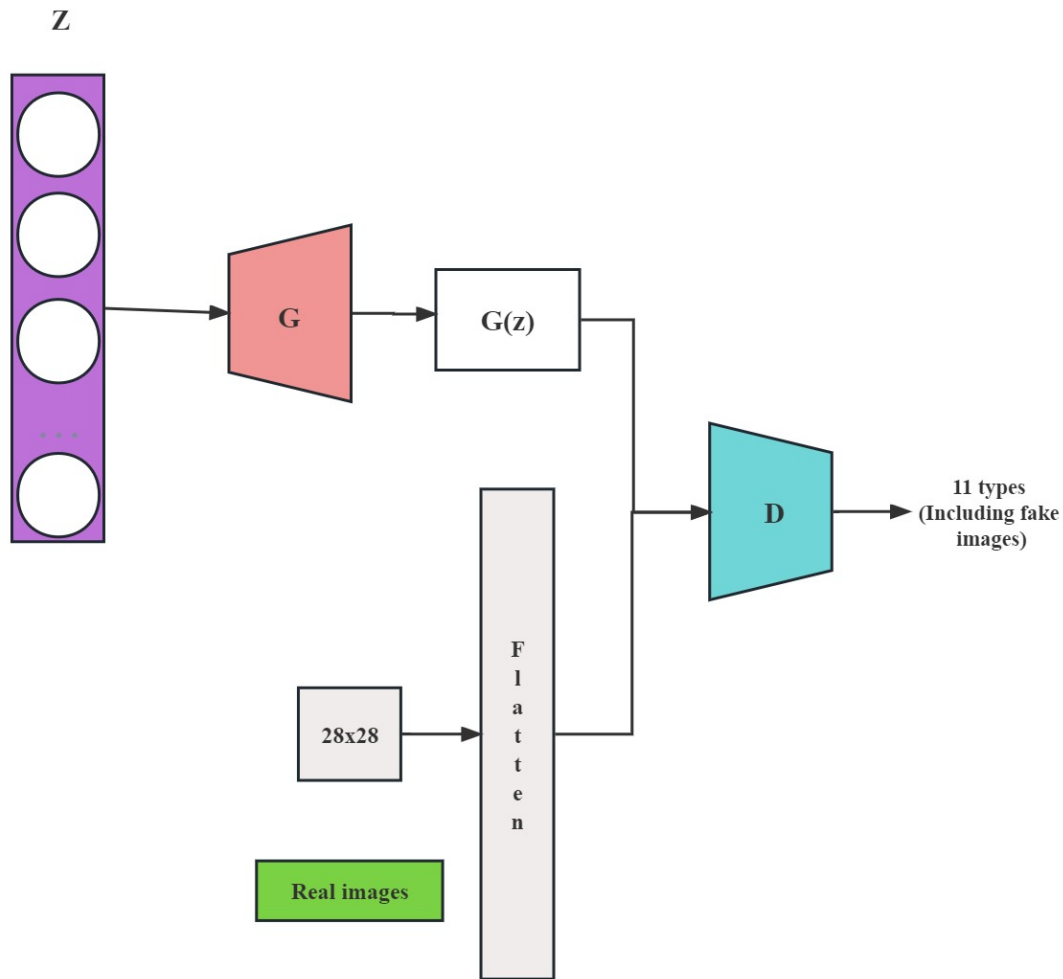 Z
. . .
G
G(z)
D
11 types
(Including fake
images)
F
l
a
t
t
e
n
28x28
Real images